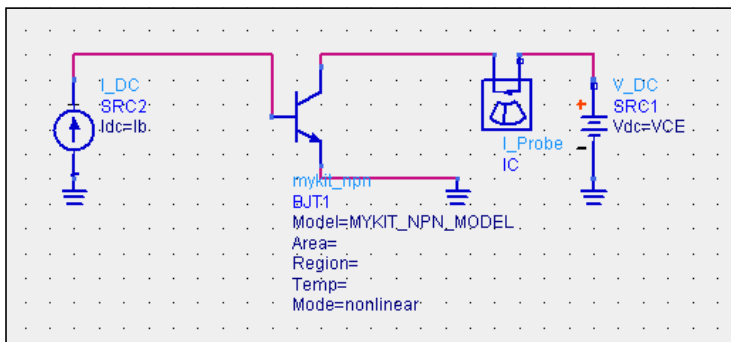 I_DC
SRC2
Idc=Ib
mykit_npn
BJT1
Model=MYKIT_NPN_MODEL
Area=
Region=
Temp=
Mode=nonlinear
I_Probe
IC
V_DC
SRC1
Vdc=VCE